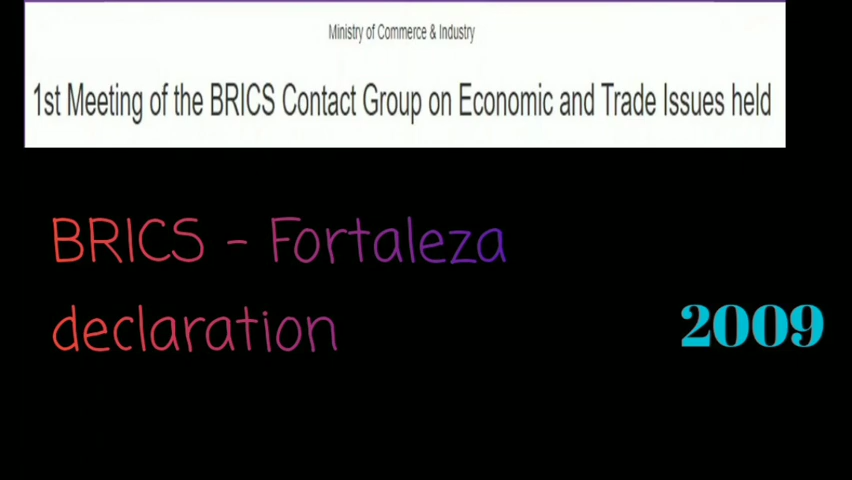 Ministry of Commerce & Industry
1st Meeting of the BRICS Contact Group on Economic and Trade Issues held
BRICS - Fortaleza
declaration
2009